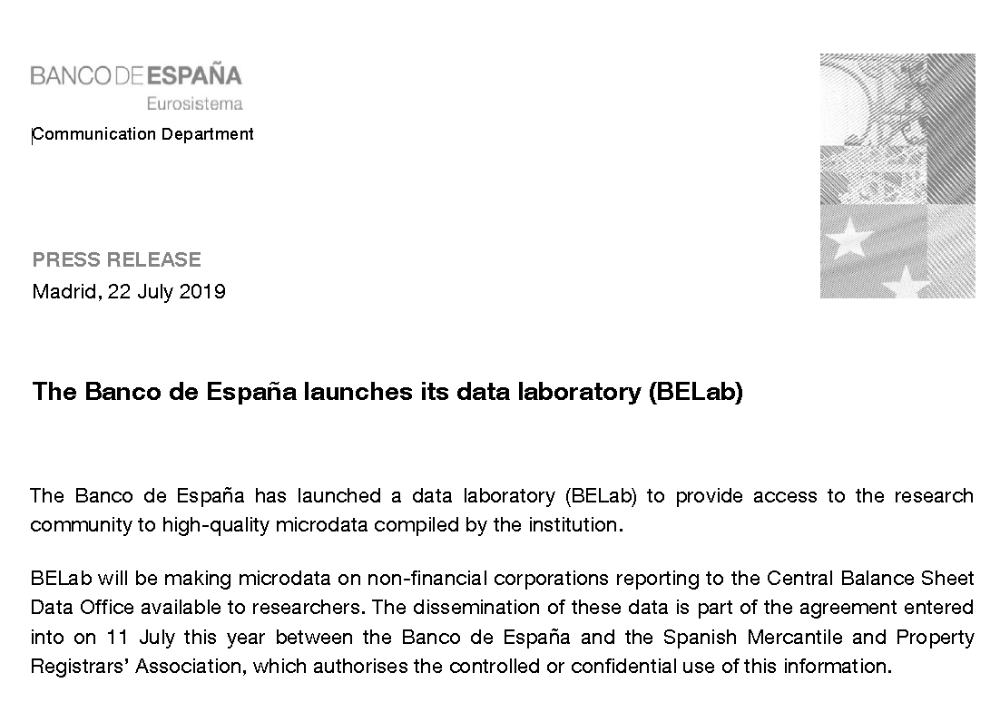 BANCO DE ESPAÑA
Eurosistema
Communication Department
PRESS RELEASE
Madrid, 22 July 2019
The Banco de España launches its data laboratory (BELab)
The Banco de España has launched a data laboratory (BELab) to provide access to the research
community to high-quality microdata compiled by the institution.
BELab will be making microdata on non-financial corporations reporting to the Central Balance Sheet
Data Office available to researchers. The dissemination of these data is part of the agreement entered
into on 11 July this year between the Banco de España and the Spanish Mercantile and Property
Registrars’ Association, which authorises the controlled or confidential use of this information.